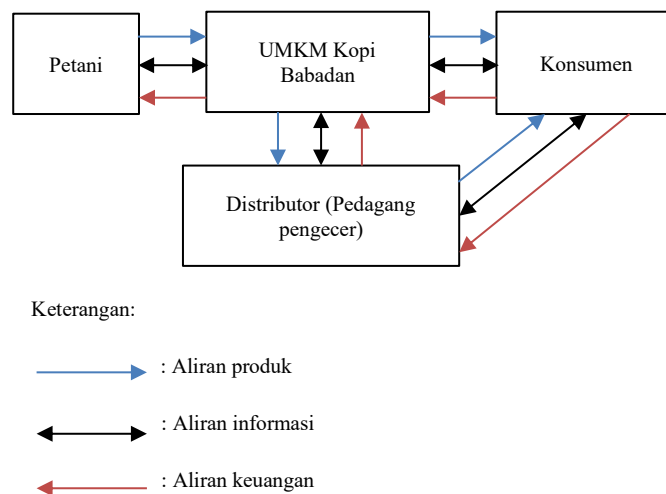 Petani
UMKM Kopi
Babadan
Konsumen
Distributor (Pedagang
pengecer)
Keterangan:
: Aliran produk
: Aliran informasi
: Aliran keuangan